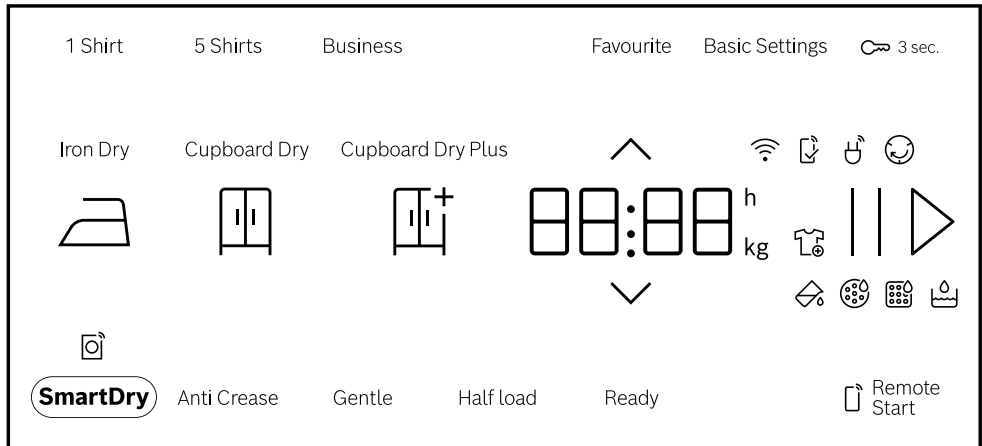 1 Shirt 5 Shirts Business Favourite Basic Settings 3 sec.
Iron Dry Cupboard Dry Cupboard Dry Plus
88:88 h
kg
SmartDry Anti Crease Gentle Half load Ready Remote
Start